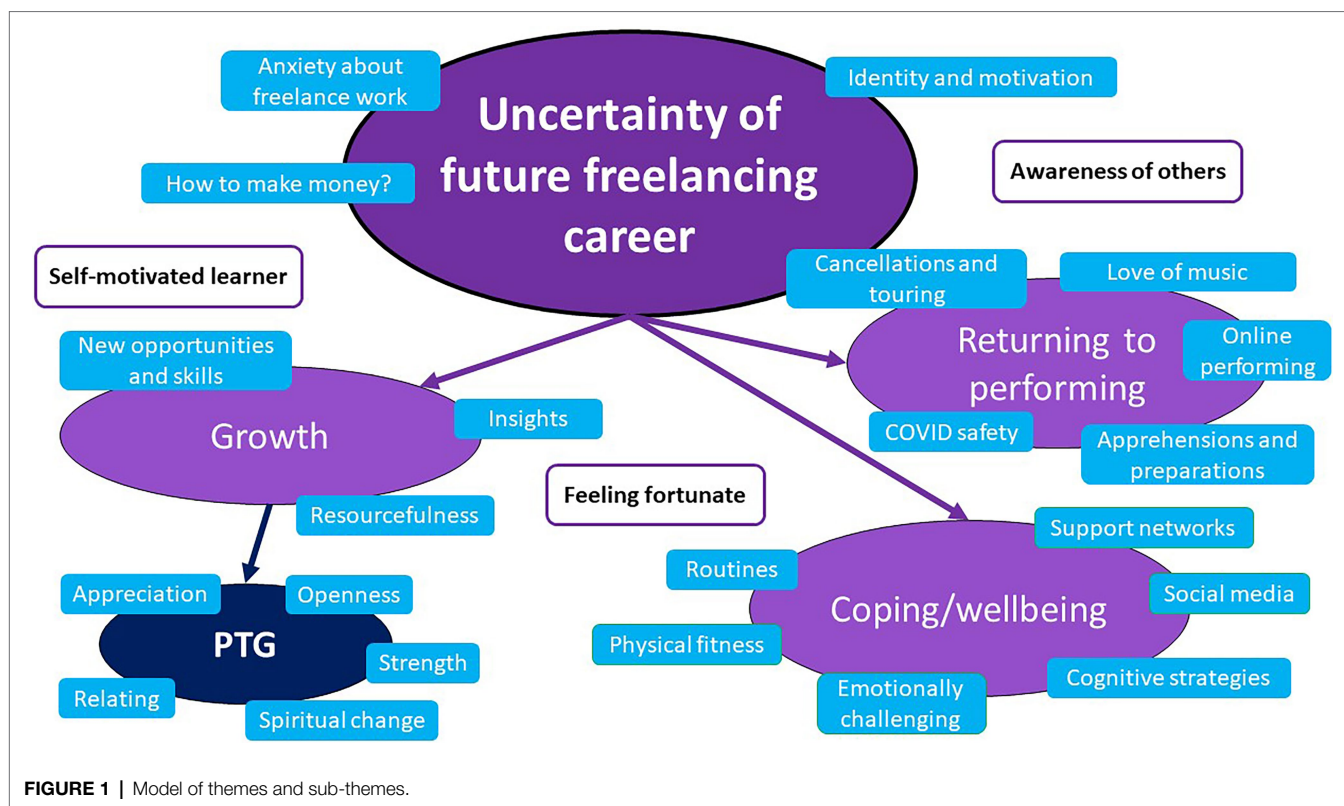 Anxiety about
freelance work
Identity and motivation
Uncertainty of
future freelancing
career
How to make money?
Awareness of others
Self-motivated learner
Cancellations and
touring
Love of music
Returning to
performing
Online
performing
COVID safety
Apprehensions and
preparations
New opportunities
and skills
Growth
Insights
Resourcefulness
Feeling fortunate
Support networks
Routines
Coping/wellbeing
Social media
Physical fitness
Cognitive strategies
Emotionally
challenging
Appreciation
Openness
PTG
Strength
Relating
Spiritual change
FIGURE 1 | Model of themes and sub-themes.